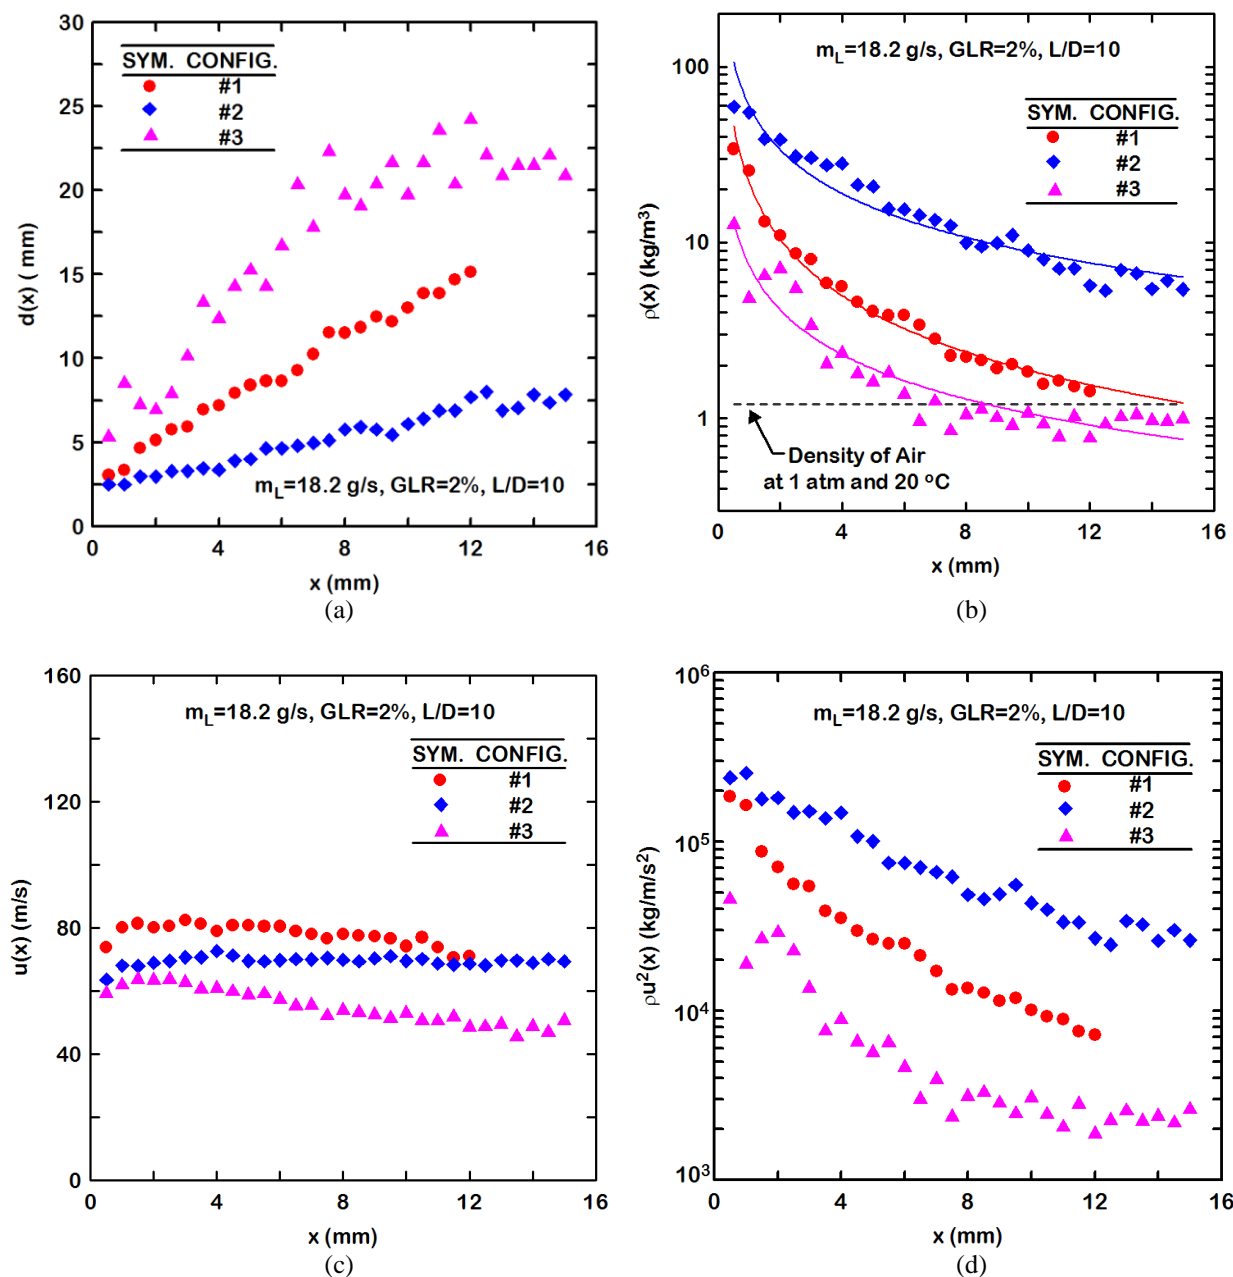 30
25
20
15
10
5
0
d(x) ( mm)
SYM. CONFIG.
#1
#2
#3
m_L=18.2 g/s, GLR=2%, L/D=10
0 4 8 12 16
x (mm)
(a)
100
10
1
ρ(x) (kg/m³)
m_L=18.2 g/s, GLR=2%, L/D=10
SYM. CONFIG.
#1
#2
#3
Density of Air
at 1 atm and 20 °C
0 4 8 12 16
x (mm)
(b)
160
120
80
40
0
u(x) (m/s)
m_L=18.2 g/s, GLR=2%, L/D=10
SYM. CONFIG.
#1
#2
#3
0 4 8 12 16
x (mm)
(c)
10⁶
10⁵
10⁴
10³
ρu²(x) (kg/m/s²)
m_L=18.2 g/s, GLR=2%, L/D=10
SYM. CONFIG.
#1
#2
#3
0 4 8 12 16
x (mm)
(d)